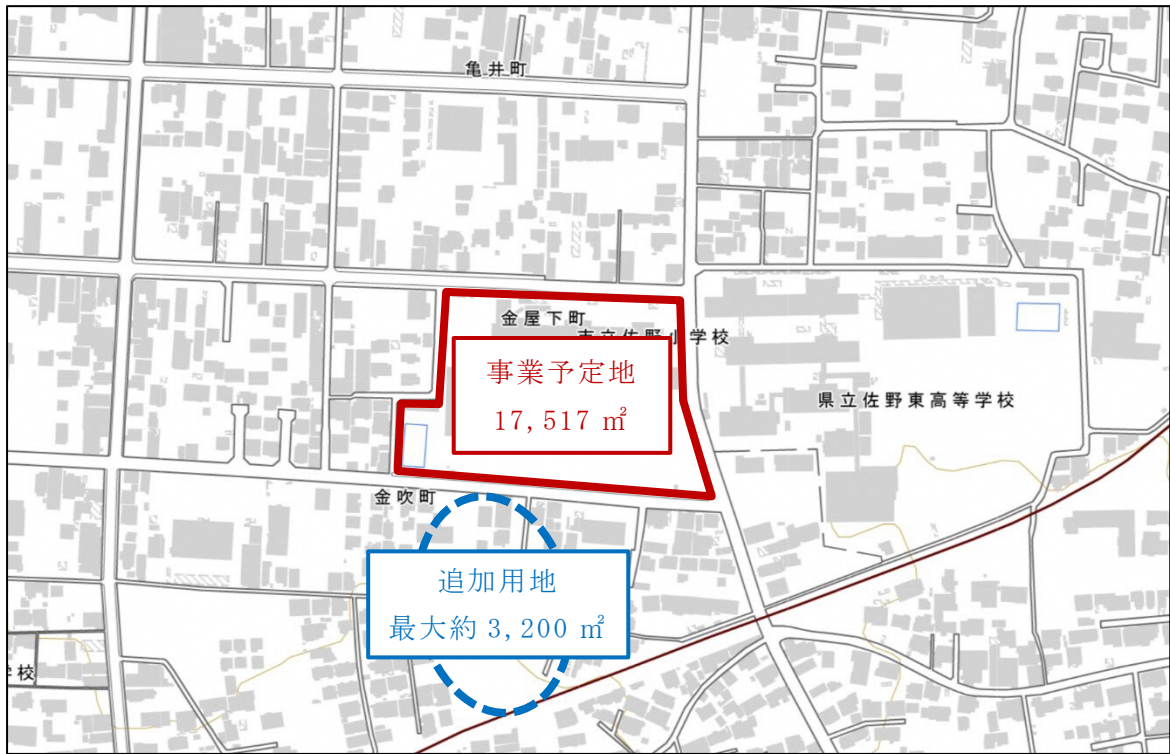 亀井町
金屋下町
市立佐野小学校
事業予定地
17,517 ㎡
県立佐野東高等学校
金吹町
追加用地
最大約 3,200 ㎡
学校